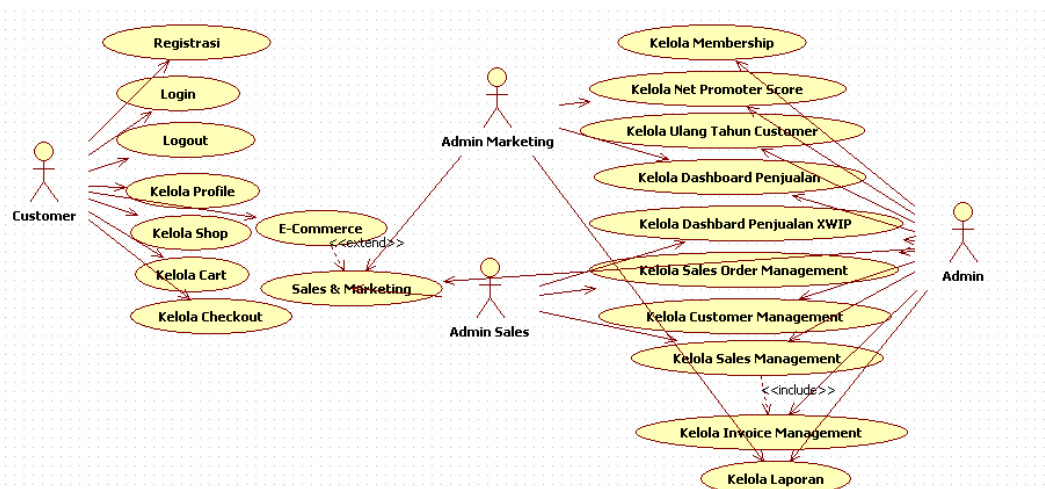 Registrasi
Login
Logout
Kelola Profile
Customer
E-Commerce
Kelola Shop
<<extend>>
Kelola Cart
Sales & Marketing
Kelola Checkout
Admin Marketing
Admin Sales
Kelola Membership
Kelola Net Promoter Score
Kelola Ulang Tahun Customer
Kelola Dashboard Penjualan
Kelola Dashbard Penjualan XWIP
Kelola Sales Order Management
Kelola Customer Management
Kelola Sales Management
<<include>>
Kelola Invoice Management
Kelola Laporan
Admin